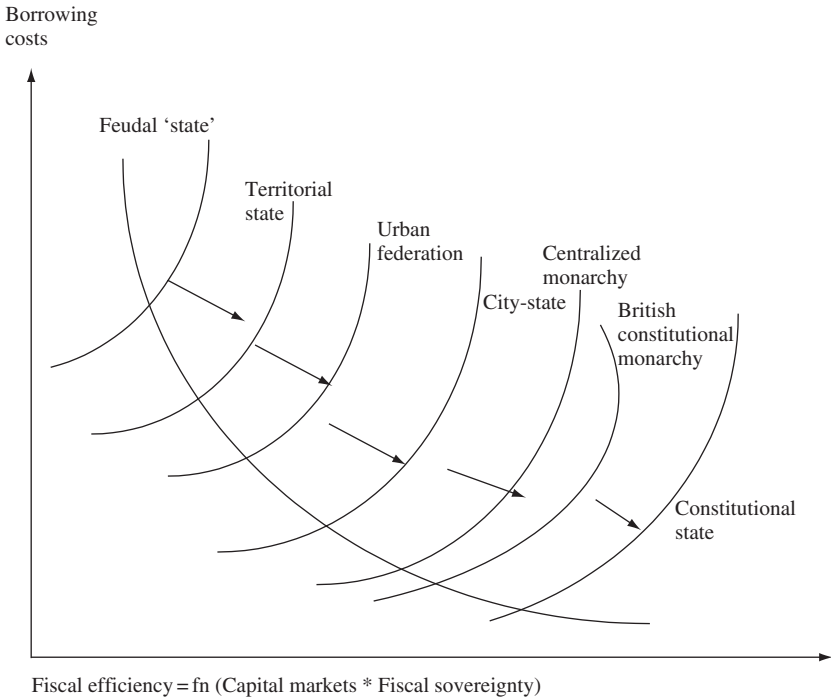 Borrowing
costs
Feudal ‘state’
Territorial
state
Urban
federation
City-state
Centralized
monarchy
British
constitutional
monarchy
Constitutional
state
Fiscal efficiency = fn (Capital markets * Fiscal sovereignty)